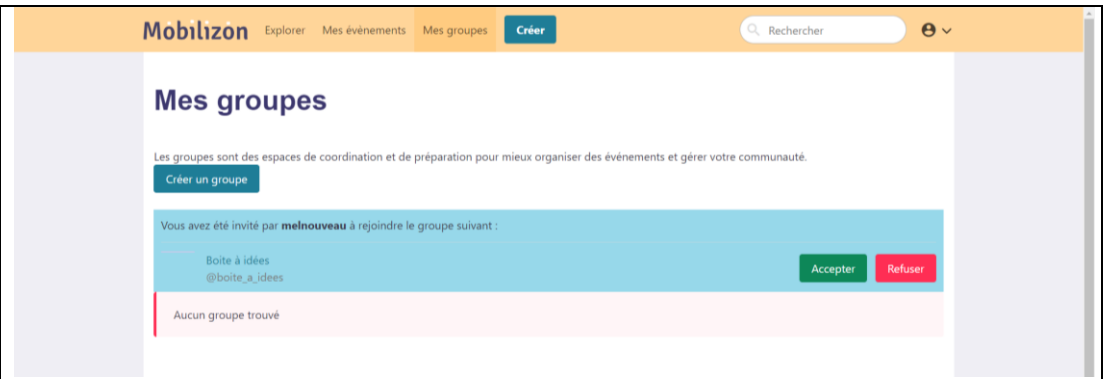 Mobilizon Explorer Mes évènements Mes groupes Créer Rechercher
Mes groupes
Les groupes sont des espaces de coordination et de préparation pour mieux organiser des événements et gérer votre communauté.
Créer un groupe
Vous avez été invité par melnouveau à rejoindre le groupe suivant :
Boite à idées
@boite_a_idees
Accepter Refuser
Aucun groupe trouvé